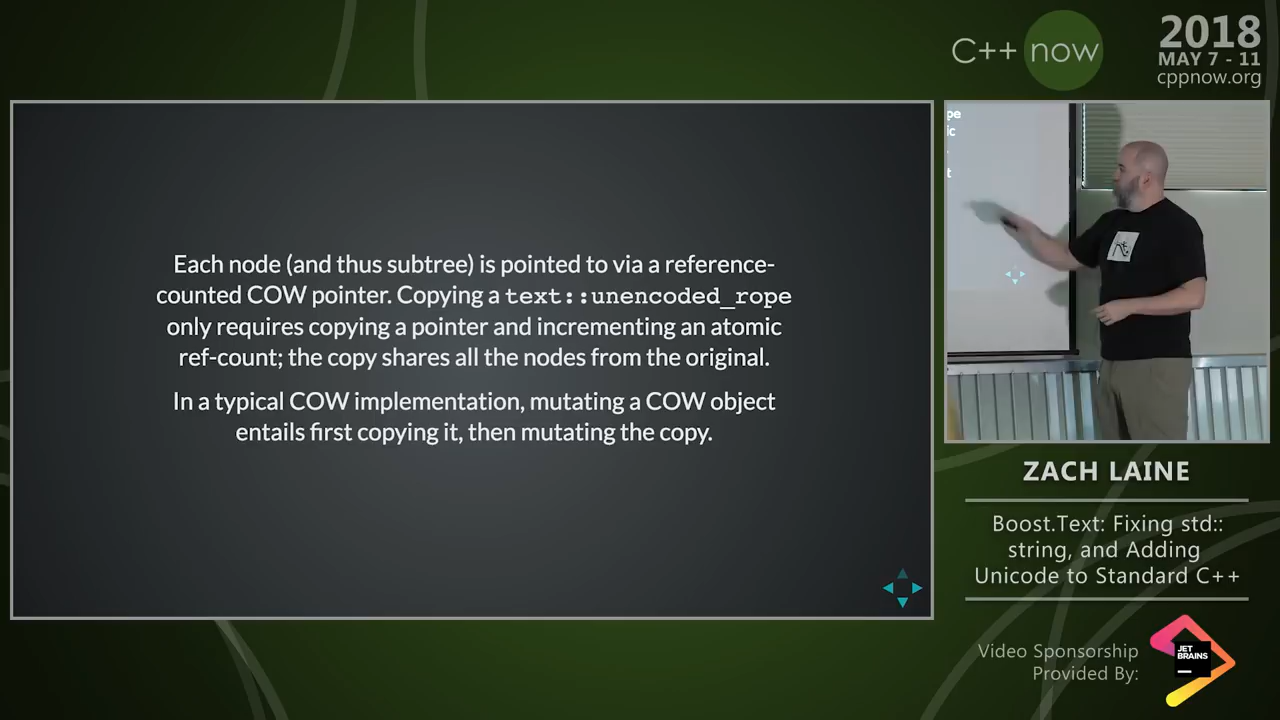 C++ now
2018
MAY 7 - 11
cppnow.org
Each node (and thus subtree) is pointed to via a reference-
counted COW pointer. Copying a text::unencoded_rope
only requires copying a pointer and incrementing an atomic
ref-count; the copy shares all the nodes from the original.
In a typical COW implementation, mutating a COW object
entails first copying it, then mutating the copy.
pe
ic
t
ZACH LAINE
Boost.Text: Fixing std::
string, and Adding
Unicode to Standard C++
Video Sponsorship
Provided By:
JET
BRAINS